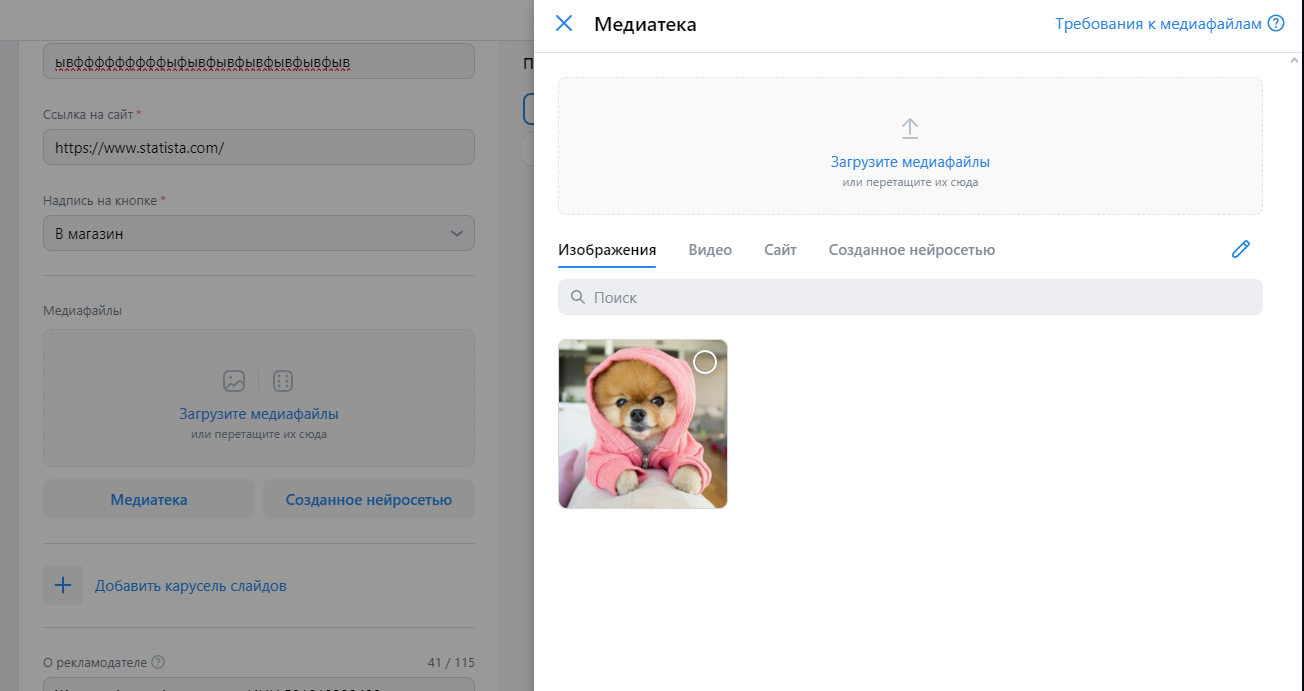 ывфффффффффыфывфывфывфывфывфыв
Ссылка на сайт *
https://www.statista.com/
Надпись на кнопке *
В магазин
Медиафайлы
Загрузите медиафайлы
или перетащите их сюда
Медиатека
Созданное нейросетью
Добавить карусель слайдов
О рекламодателе
41 / 115
Медиатека
Требования к медиафайлам
Загрузите медиафайлы
или перетащите их сюда
Изображения Видео Сайт Созданное нейросетью
Поиск